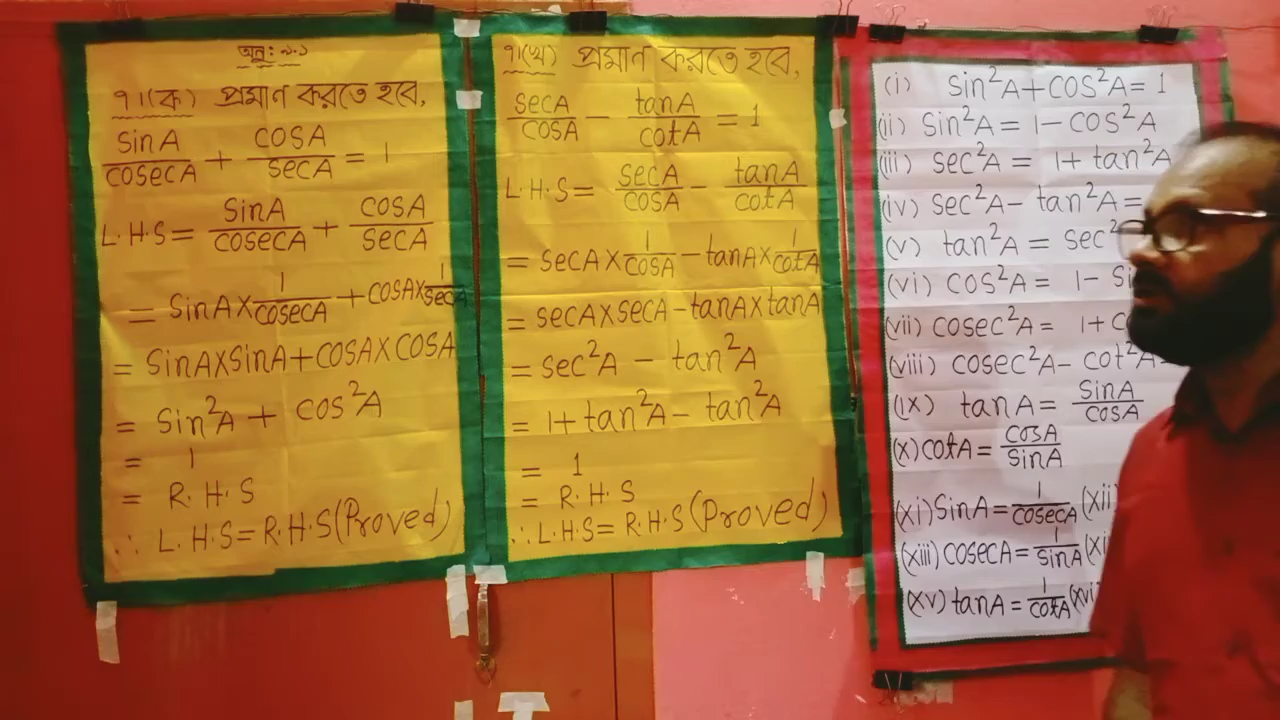 অনু: ৯.১
৭।(ক) প্রমাণ করতে হবে,
sinA/cosecA + cosA/secA = 1
L.H.S = sinA/cosecA + cosA/secA
= sinA × 1/cosecA + cosA × 1/secA
= sinA × sinA + cosA × cosA
= sin²A + cos²A
= 1
= R.H.S
∴ L.H.S = R.H.S (Proved)
৭।(খ) প্রমাণ করতে হবে,
secA/cosA − tanA/cotA = 1
L.H.S = secA/cosA − tanA/cotA
= secA × 1/cosA − tanA × 1/cotA
= secA × secA − tanA × tanA
= sec²A − tan²A
= 1 + tan²A − tan²A
= 1
= R.H.S
∴ L.H.S = R.H.S (Proved)
(i) sin²A + cos²A = 1
(ii) sin²A = 1 − cos²A
(iii) sec²A = 1 + tan²A
(iv) sec²A − tan²A =
(v) tan²A = sec²
(vi) cos²A = 1 − si
(vii) cosec²A = 1 + c
(viii) cosec²A − cot²A
(ix) tanA = sinA/cosA
(x) cotA = cosA/sinA
(xi) sinA = 1/cosecA (xii
(xiii) cosecA = 1/sinA (xi
(xv) tanA = 1/cotA (xvi